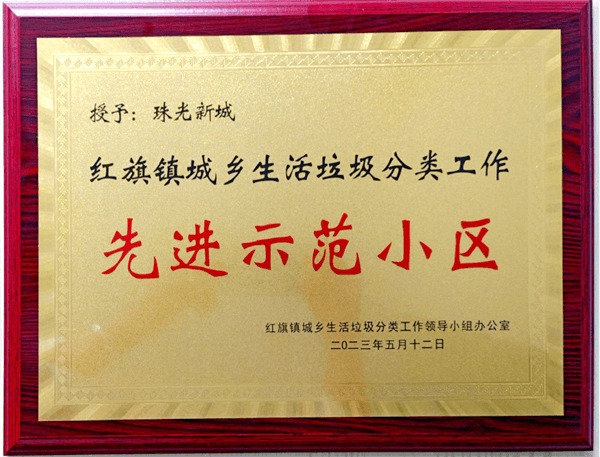 授予：珠光新城
红旗镇城乡生活垃圾分类工作
先进示范小区
红旗镇城乡生活垃圾分类工作领导小组办公室
二0二三年五月十二日